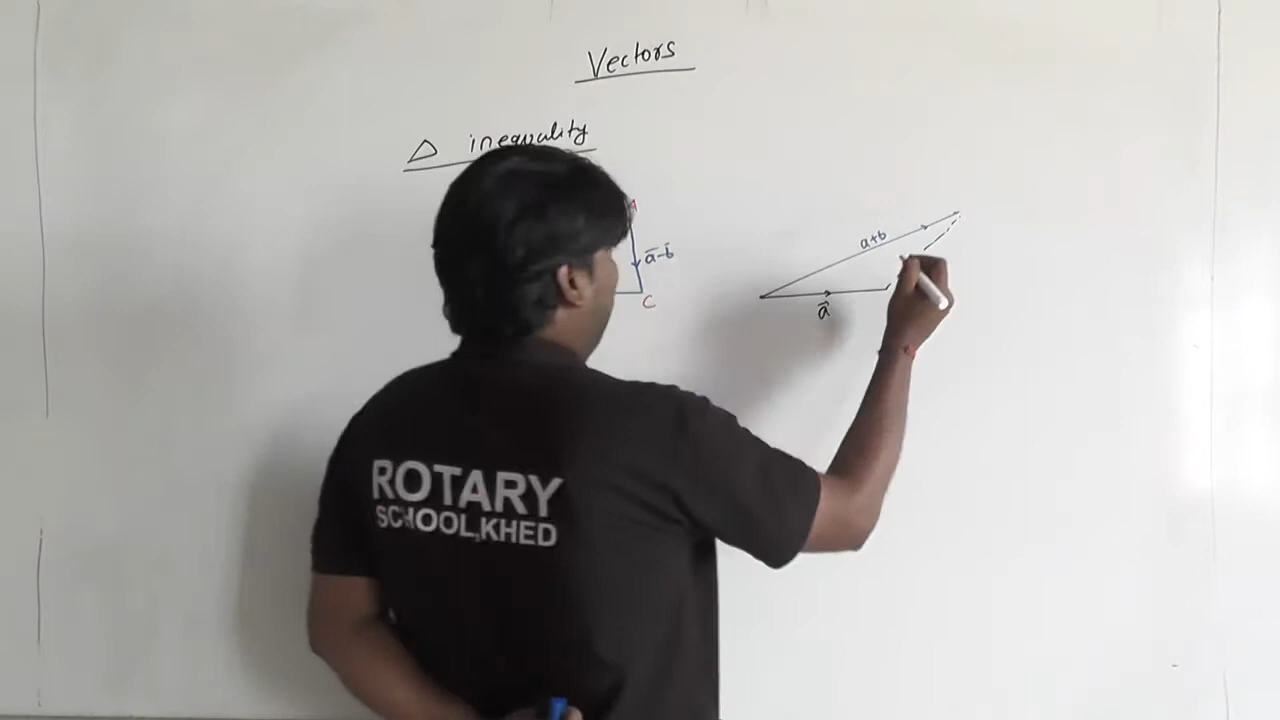 Vectors
△ inequality
A
a̅-b̅
C
a+b
a̅
ROTARY
SCHOOL,KHED